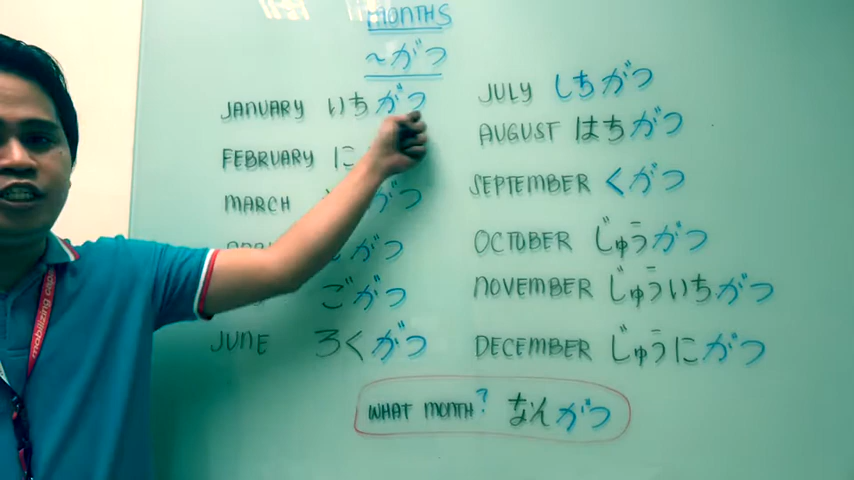 MONTHS
~がつ
JANUARY いちがつ
FEBRUARY に
MARCH がつ
がつ
ごがつ
JUNE ろくがつ
JULY しちがつ
AUGUST はちがつ
SEPTEMBER くがつ
OCTOBER じゅうがつ
NOVEMBER じゅういちがつ
DECEMBER じゅうにがつ
WHAT MONTH? なんがつ
mobilizing